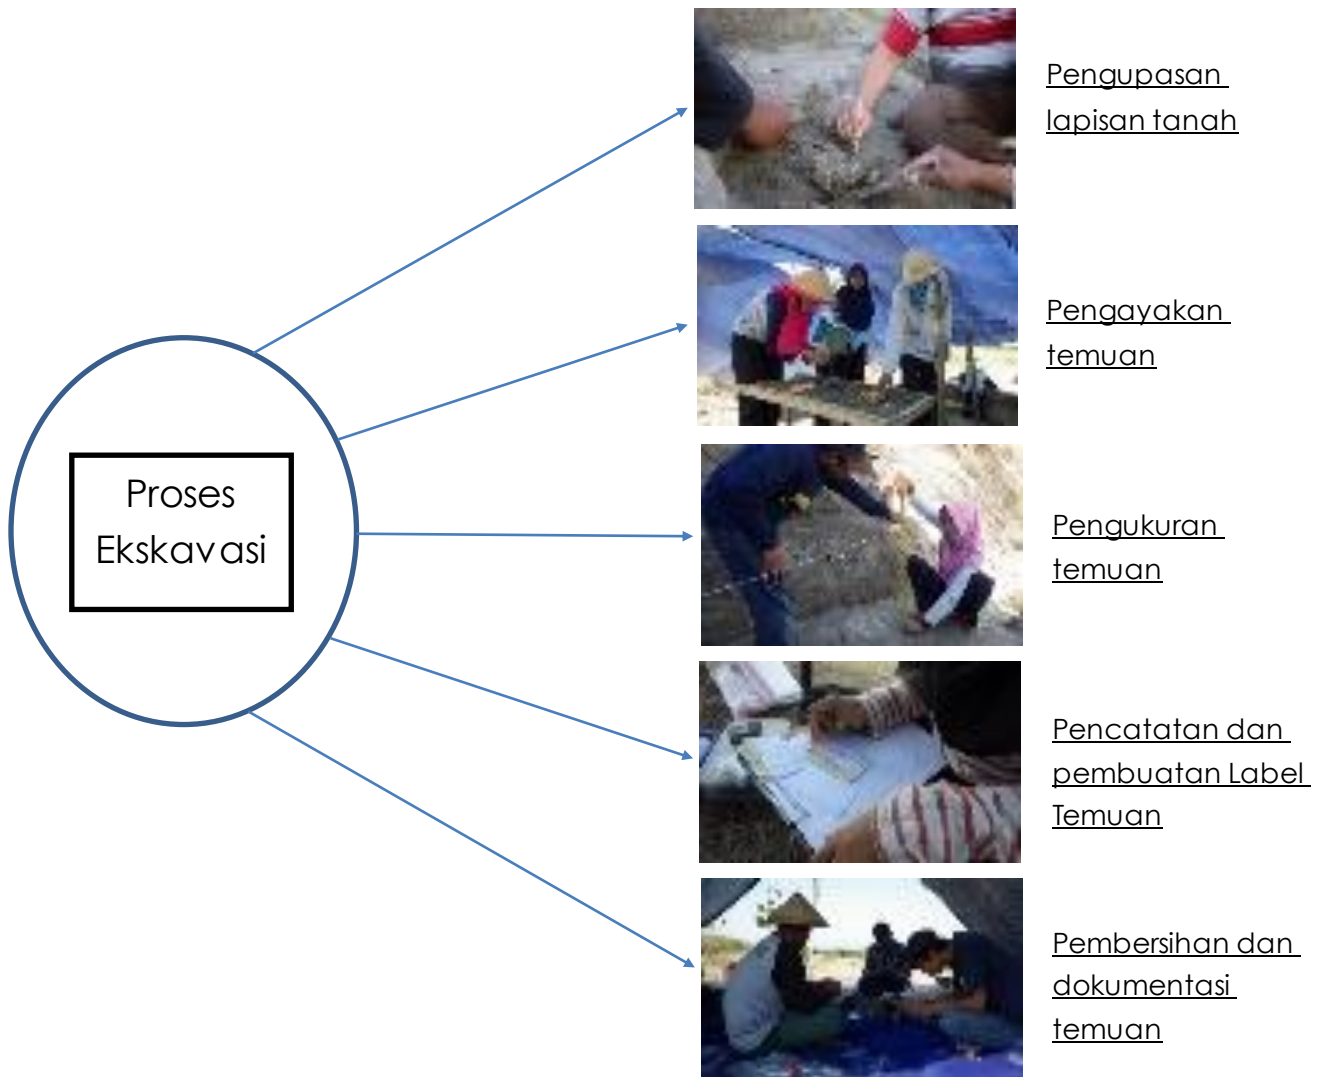 Proses
Ekskavasi
Pengupasan
lapisan tanah
Pengayakan
temuan
Pengukuran
temuan
Pencatatan dan
pembuatan Label
Temuan
Pembersihan dan
dokumentasi
temuan